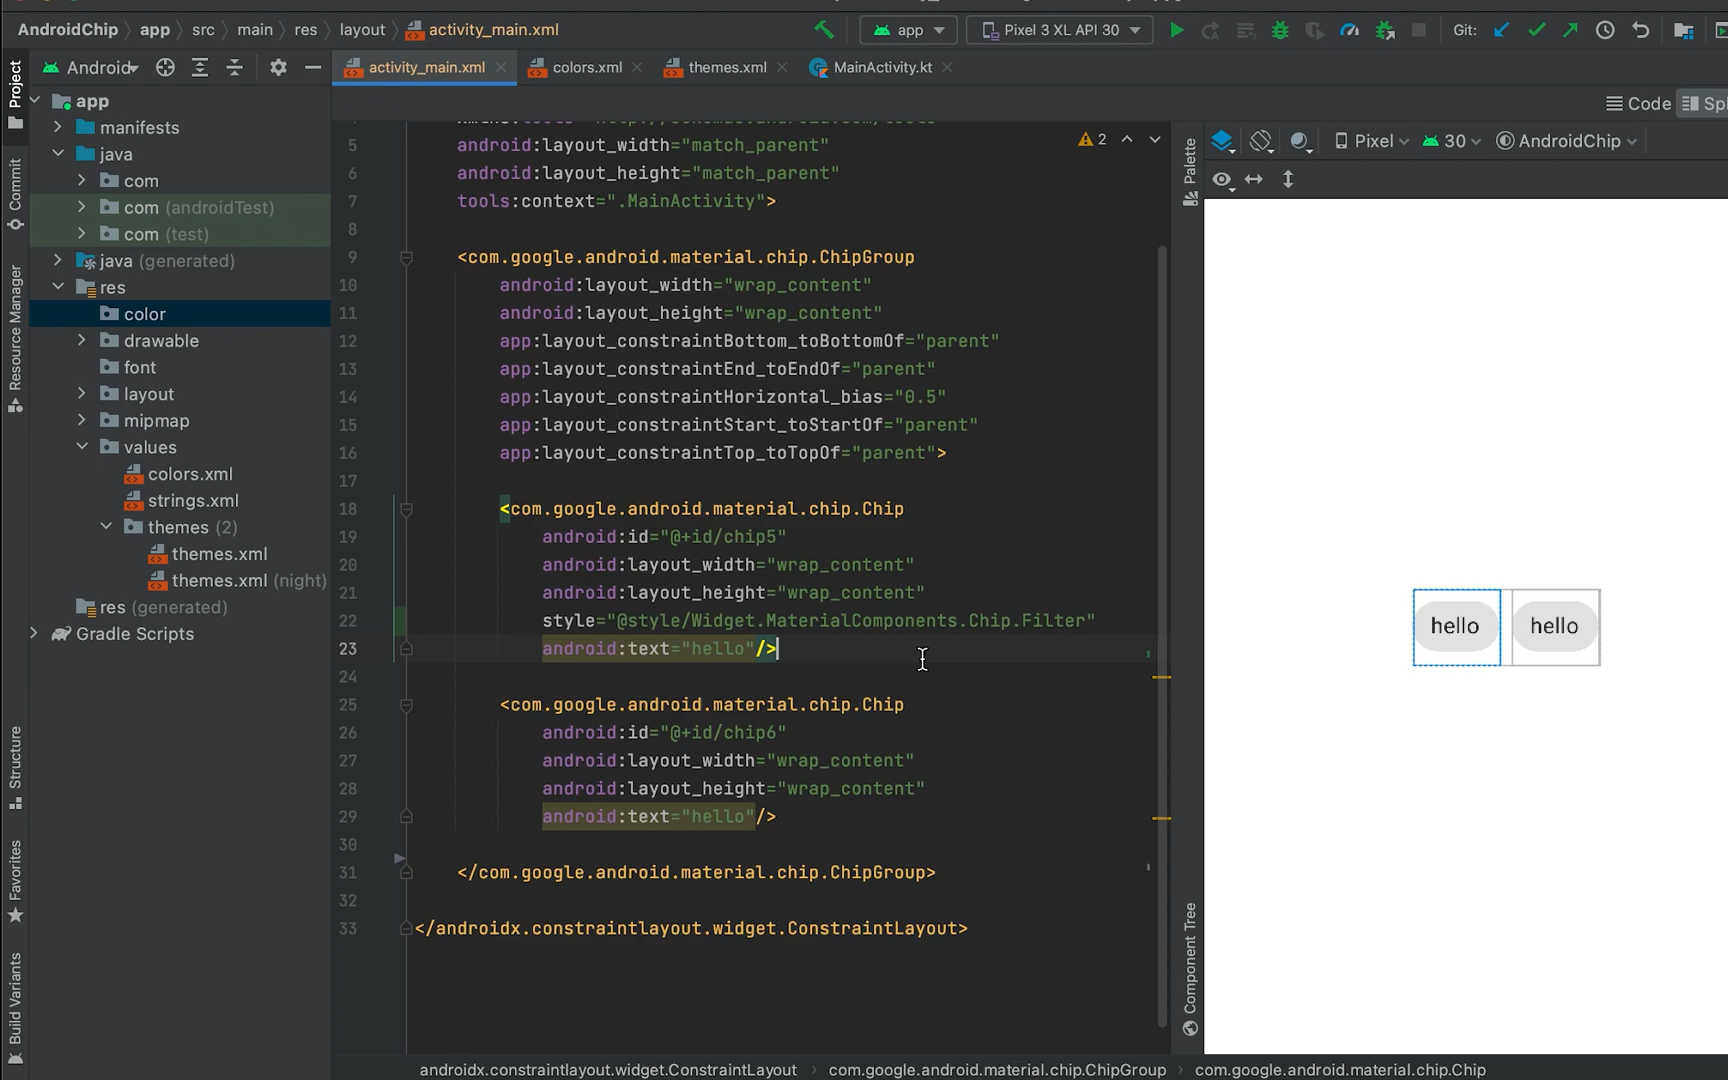 AndroidChip app src main res layout activity_main.xml app Pixel 3 XL API 30 Git:
Project
Commit
Resource Manager
Structure
Favorites
Build Variants
Android
app
manifests
java
com
com (androidTest)
com (test)
java (generated)
res
color
drawable
font
layout
mipmap
values
colors.xml
strings.xml
themes (2)
themes.xml
themes.xml (night)
res (generated)
Gradle Scripts
activity_main.xml colors.xml themes.xml MainActivity.kt
Code
2
5 android:layout_width="match_parent"
6 android:layout_height="match_parent"
7 tools:context=".MainActivity">
8
9 <com.google.android.material.chip.ChipGroup
10 android:layout_width="wrap_content"
11 android:layout_height="wrap_content"
12 app:layout_constraintBottom_toBottomOf="parent"
13 app:layout_constraintEnd_toEndOf="parent"
14 app:layout_constraintHorizontal_bias="0.5"
15 app:layout_constraintStart_toStartOf="parent"
16 app:layout_constraintTop_toTopOf="parent">
17
18 <com.google.android.material.chip.Chip
19 android:id="@+id/chip5"
20 android:layout_width="wrap_content"
21 android:layout_height="wrap_content"
22 style="@style/Widget.MaterialComponents.Chip.Filter"
23 android:text="hello"/>
24
25 <com.google.android.material.chip.Chip
26 android:id="@+id/chip6"
27 android:layout_width="wrap_content"
28 android:layout_height="wrap_content"
29 android:text="hello"/>
30
31 </com.google.android.material.chip.ChipGroup>
32
33 </androidx.constraintlayout.widget.ConstraintLayout>
Palette
Component Tree
Pixel 30 AndroidChip
hello hello
androidx.constraintlayout.widget.ConstraintLayout com.google.android.material.chip.ChipGroup com.google.android.material.chip.Chip